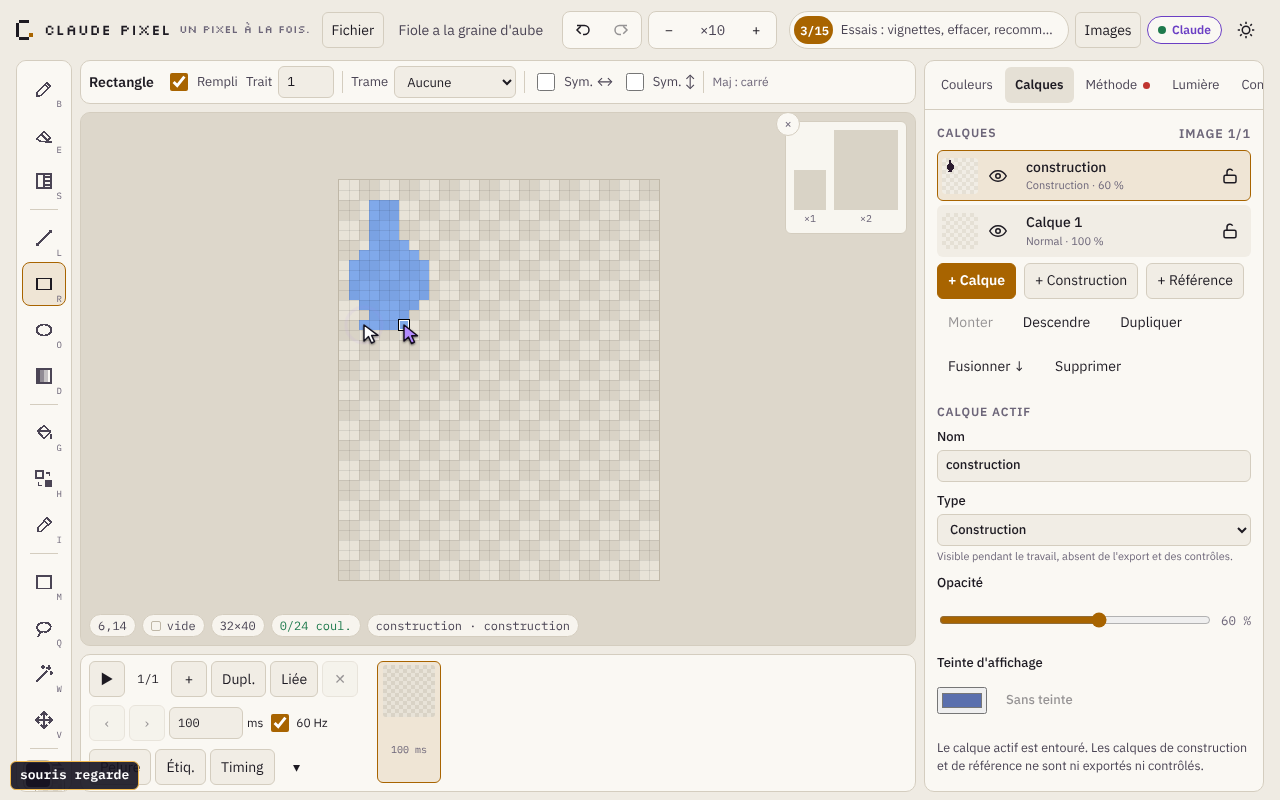 CLAUDE PIXEL UN PIXEL À LA FOIS. Fichier Fiole a la graine d'aube − ×10 + 3/15 Essais : vignettes, effacer, recomm… Images Claude
Rectangle Rempli Trait 1 Trame Aucune Sym. ↔ Sym. ↕ Maj : carré
B
E
S
L
R
O
D
G
H
I
M
Q
W
V
×
×1 ×2
6,14 vide 32×40 0/24 coul. construction · construction
1/1 + Dupl. Liée ×
‹ › 100 ms 60 Hz
Étiq. Timing ▼
100 ms
souris regarde
Couleurs Calques Méthode Lumière
CALQUES IMAGE 1/1
construction
Construction · 60 %
Calque 1
Normal · 100 %
+ Calque + Construction + Référence
Monter Descendre Dupliquer
Fusionner ↓ Supprimer
CALQUE ACTIF
Nom
construction
Type
Construction
Visible pendant le travail, absent de l'export et des contrôles.
Opacité
60 %
Teinte d'affichage
Sans teinte
Le calque actif est entouré. Les calques de construction
et de référence ne sont ni exportés ni contrôlés.